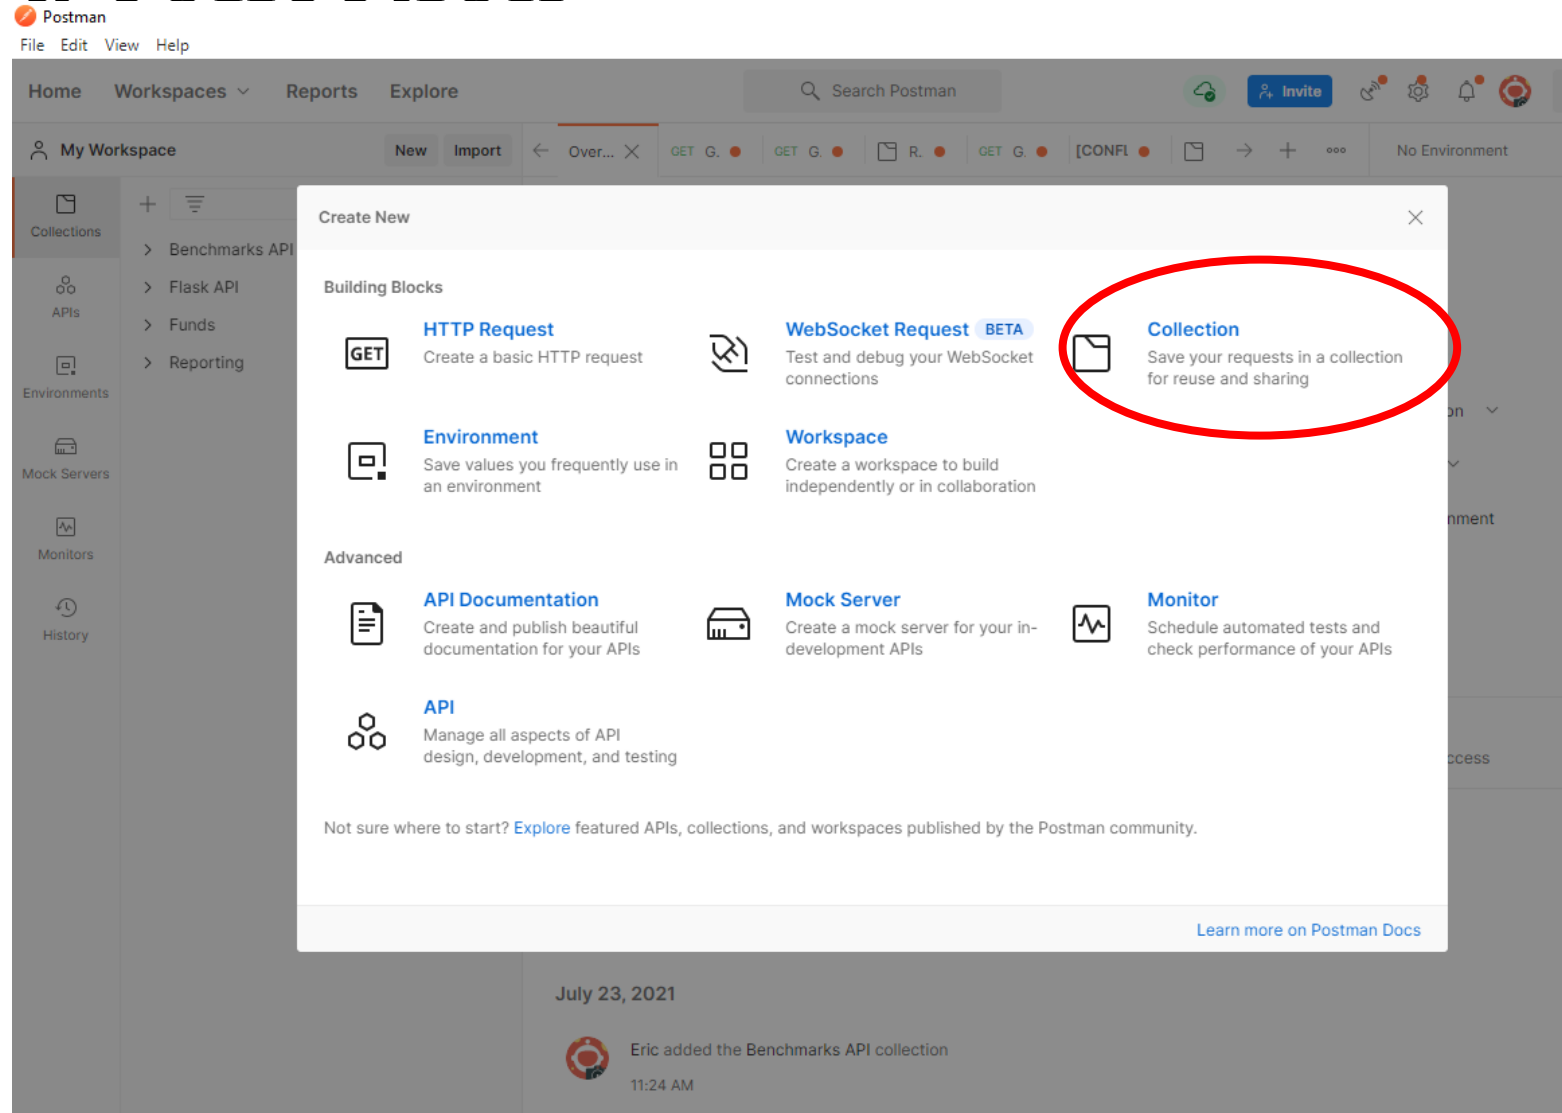 Postman
File Edit View Help
Home Workspaces Reports Explore Search Postman Invite
My Workspace New Import Over... GET G. GET G. R. GET G. [CONFL No Environment
Collections
APIs
Environments
Mock Servers
Monitors
History
Benchmarks API
Flask API
Funds
Reporting
Create New
Building Blocks
GET
HTTP Request
Create a basic HTTP request
WebSocket Request BETA
Test and debug your WebSocket
connections
Collection
Save your requests in a collection
for reuse and sharing
Environment
Save values you frequently use in
an environment
Workspace
Create a workspace to build
independently or in collaboration
Advanced
API Documentation
Create and publish beautiful
documentation for your APIs
Mock Server
Create a mock server for your in-
development APIs
Monitor
Schedule automated tests and
check performance of your APIs
API
Manage all aspects of API
design, development, and testing
Not sure where to start? Explore featured APIs, collections, and workspaces published by the Postman community.
Learn more on Postman Docs
on
nment
ccess
July 23, 2021
Eric added the Benchmarks API collection
11:24 AM